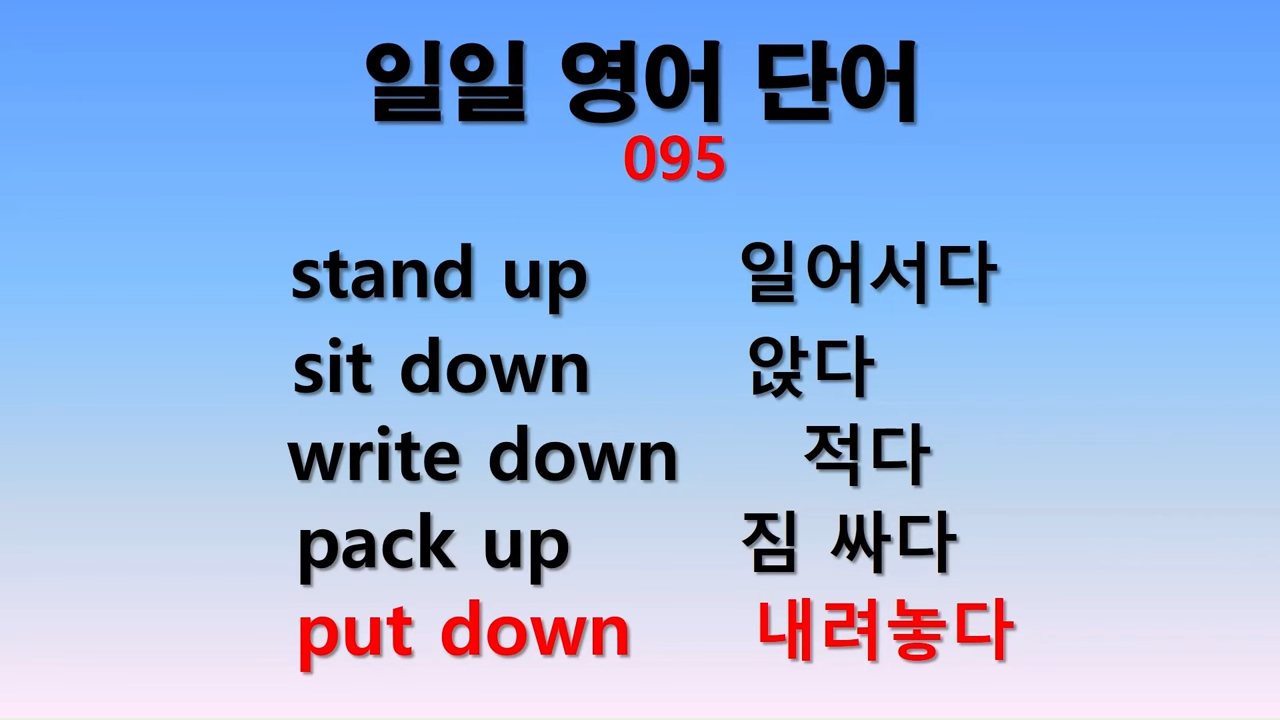 일일 영어 단어
095
stand up 일어서다
sit down 앉다
write down 적다
pack up 짐 싸다
put down 내려놓다